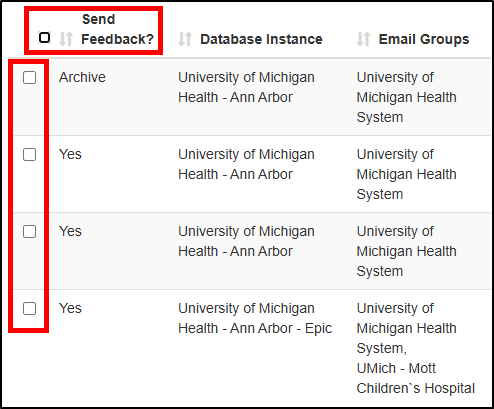 Send
Feedback? Database Instance Email Groups
Archive University of Michigan University of
Health - Ann Arbor Michigan Health
System
Yes University of Michigan University of
Health - Ann Arbor Michigan Health
System
Yes University of Michigan University of
Health - Ann Arbor Michigan Health
System
Yes University of Michigan University of
Health - Ann Arbor - Epic Michigan Health
System,
UMich - Mott
Children`s Hospital